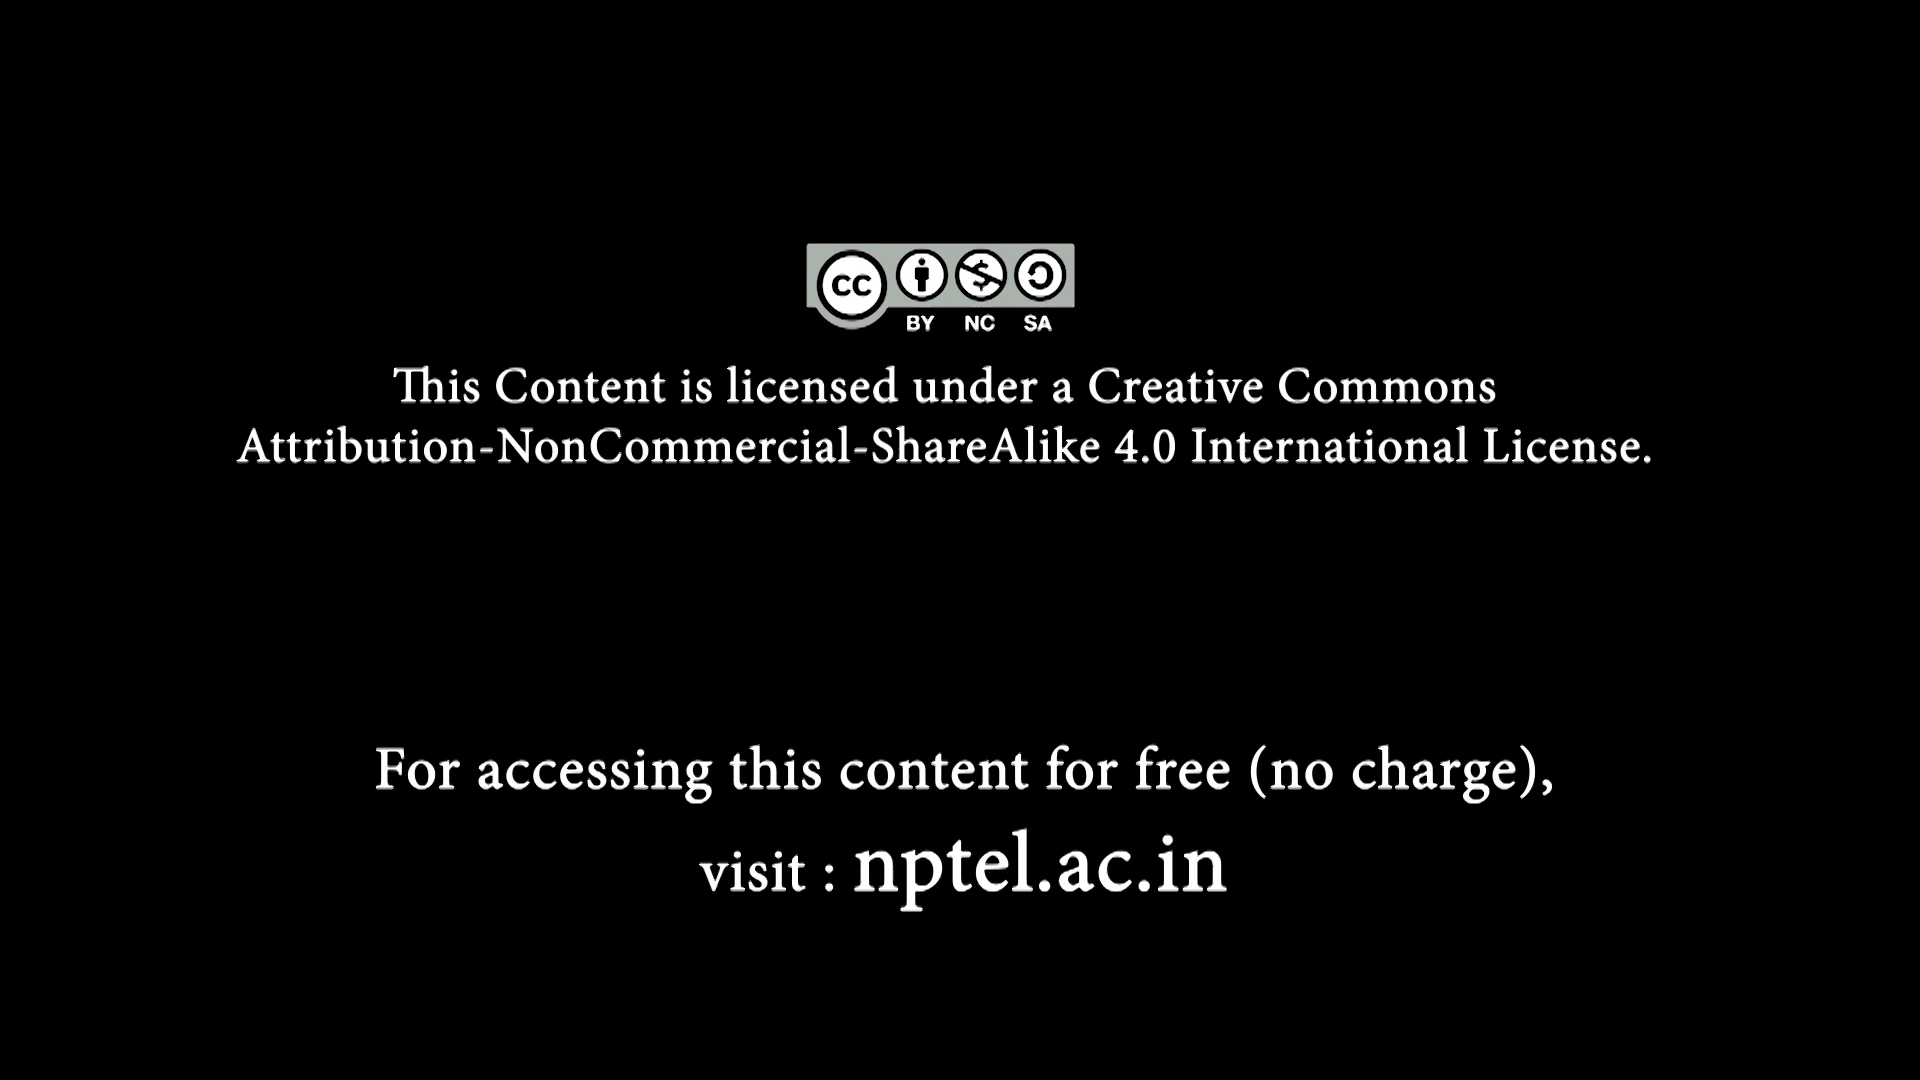 cc
BY NC SA
This Content is licensed under a Creative Commons
Attribution-NonCommercial-ShareAlike 4.0 International License.
For accessing this content for free (no charge),
visit : nptel.ac.in